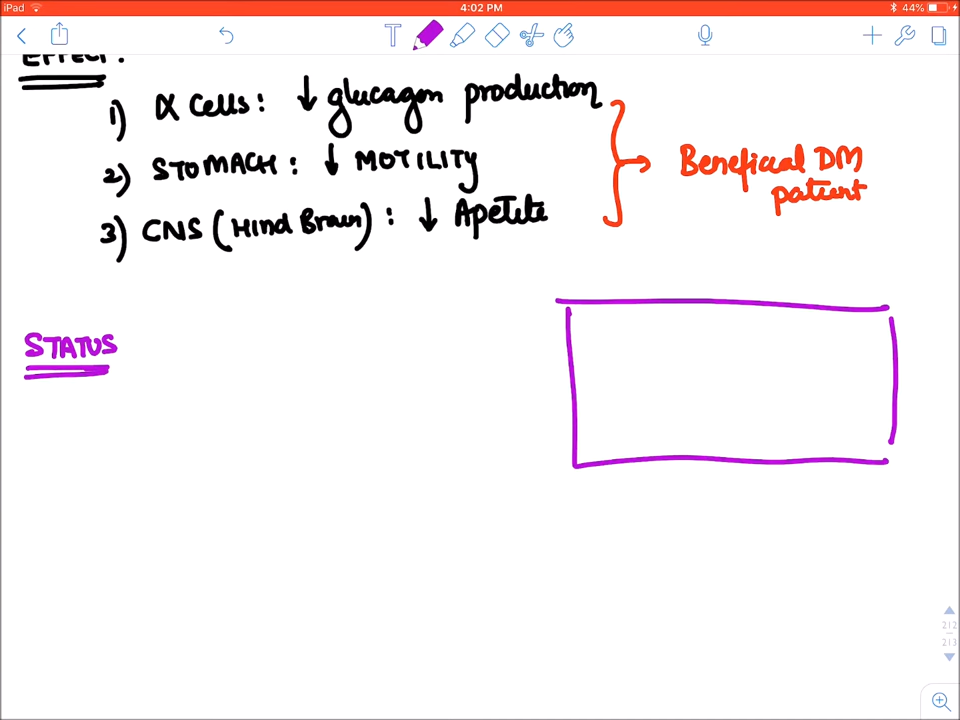 iPad
4:02 PM
44%
T
EFFECT:
1) α Cells: ↓ glucagon production
2) STOMACH: ↓ MOTILITY
3) CNS (Hind Brain): ↓ Apetite
Beneficial DM
patient
STATUS
212
213